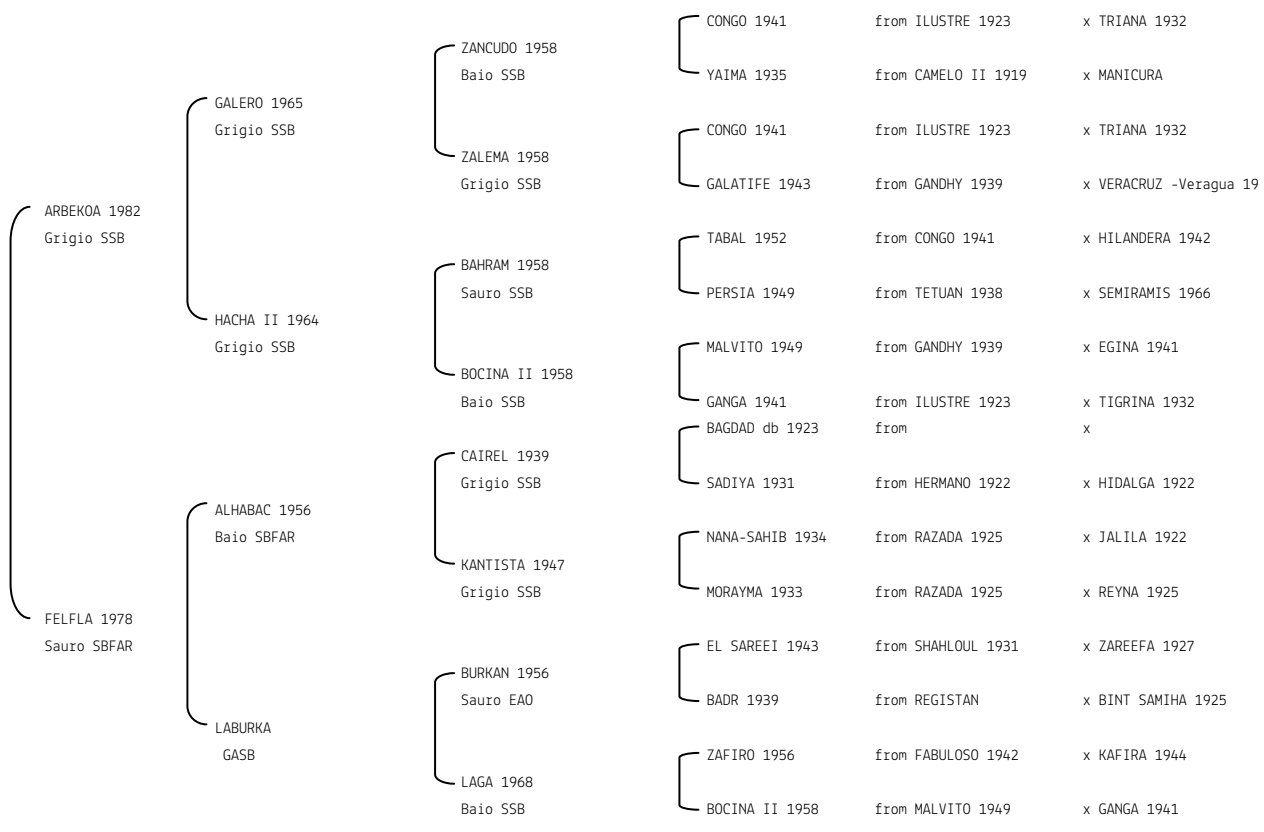 CONGO 1941 from ILUSTRE 1923 x TRIANA 1932
ZANCUDO 1958
Baio SSB YAIMA 1935 from CAMELO II 1919 x MANICURA
GALERO 1965
Grigio SSB CONGO 1941 from ILUSTRE 1923 x TRIANA 1932
ZALEMA 1958
Grigio SSB GALATIFE 1943 from GANDHY 1939 x VERACRUZ -Veragua 19
ARBEKOA 1982
Grigio SSB TABAL 1952 from CONGO 1941 x HILANDERA 1942
BAHRAM 1958
Sauro SSB PERSIA 1949 from TETUAN 1938 x SEMIRAMIS 1966
HACHA II 1964
Grigio SSB MALVITO 1949 from GANDHY 1939 x EGINA 1941
BOCINA II 1958
Baio SSB GANGA 1941 from ILUSTRE 1923 x TIGRINA 1932
BAGDAD db 1923 from x
CAIREL 1939
Grigio SSB SADIYA 1931 from HERMANO 1922 x HIDALGA 1922
ALHABAC 1956
Baio SBFAR NANA-SAHIB 1934 from RAZADA 1925 x JALILA 1922
KANTISTA 1947
Grigio SSB MORAYMA 1933 from RAZADA 1925 x REYNA 1925
FELFLA 1978
Sauro SBFAR EL SAREEI 1943 from SHAHLOUL 1931 x ZAREEFA 1927
BURKAN 1956
Sauro EAO BADR 1939 from REGISTAN x BINT SAMIHA 1925
LABURKA
GASB ZAFIRO 1956 from FABULOSO 1942 x KAFIRA 1944
LAGA 1968
Baio SSB BOCINA II 1958 from MALVITO 1949 x GANGA 1941